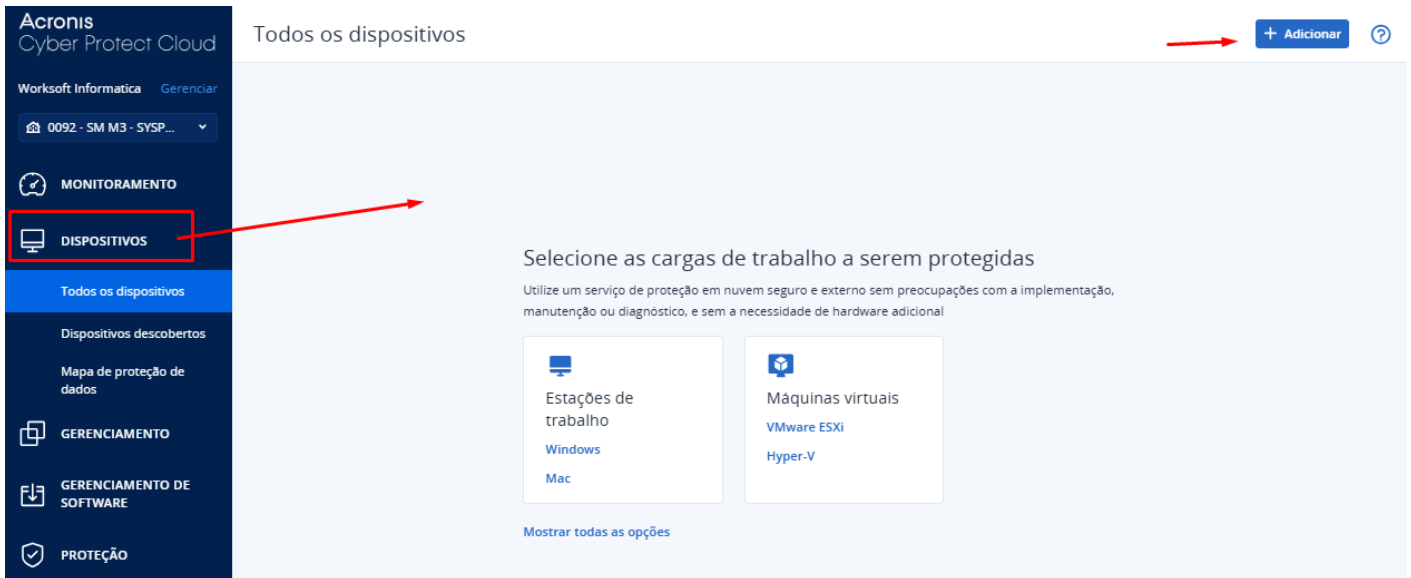 Acronis
Cyber Protect Cloud
Todos os dispositivos
+ Adicionar
?
Worksoft Informatica Gerenciar
0092 - SM M3 - SYSP...
MONITORAMENTO
DISPOSITIVOS
Todos os dispositivos
Dispositivos descobertos
Mapa de proteção de
dados
GERENCIAMENTO
GERENCIAMENTO DE
SOFTWARE
PROTEÇÃO
Selecione as cargas de trabalho a serem protegidas
Utilize um serviço de proteção em nuvem seguro e externo sem preocupações com a implementação,
manutenção ou diagnóstico, e sem a necessidade de hardware adicional
Estações de
trabalho
Windows
Mac
Máquinas virtuais
VMware ESXi
Hyper-V
Mostrar todas as opções